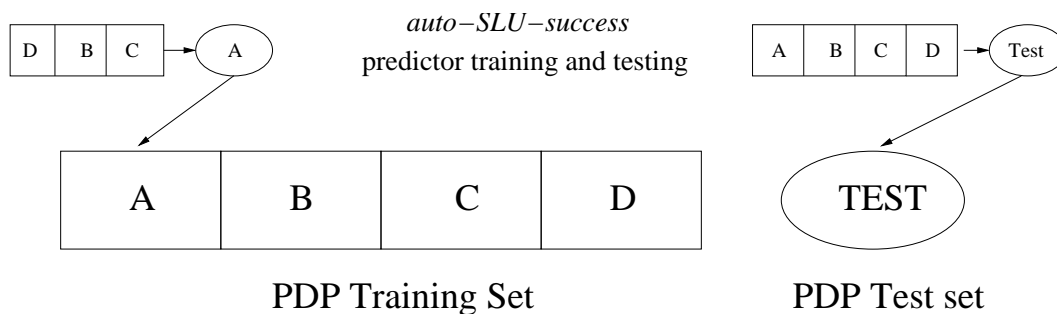 D B C A
auto-SLU-success
predictor training and testing
A B C D Test
A B C D
TEST
PDP Training Set
PDP Test set